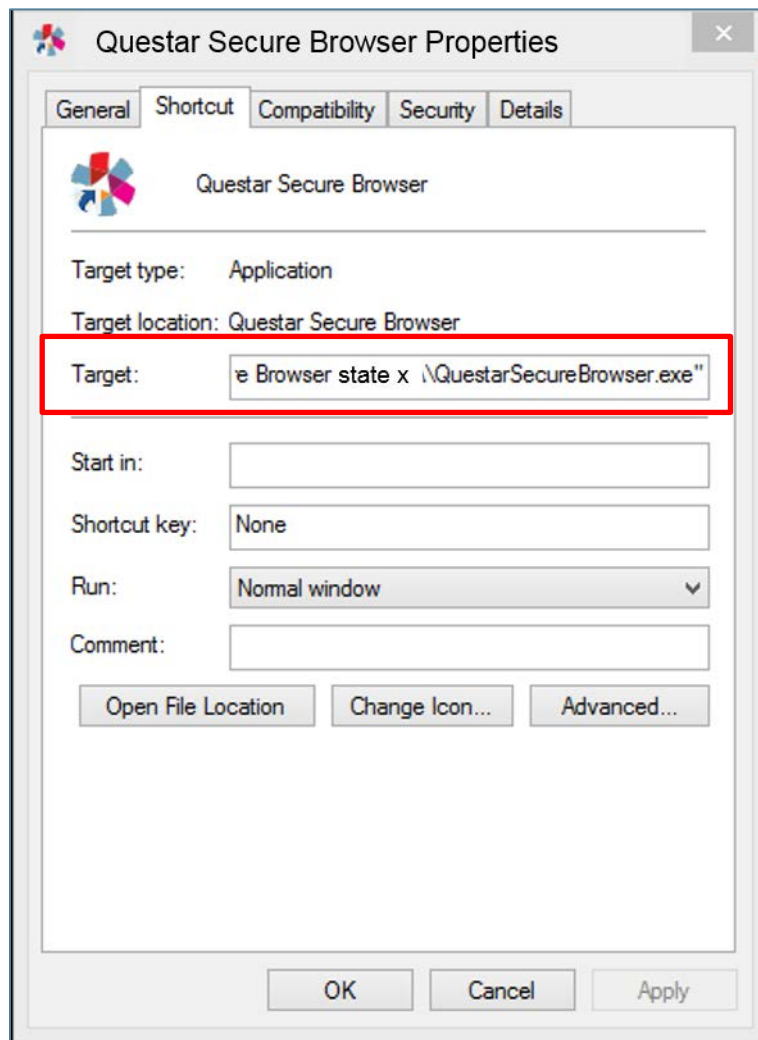 Questar Secure Browser Properties
General Shortcut Compatibility Security Details
Questar Secure Browser
Target type: Application
Target location: Questar Secure Browser
Target: e Browser state x \QuestarSecureBrowser.exe"
Start in:
Shortcut key: None
Run: Normal window
Comment:
Open File Location Change Icon... Advanced...
OK Cancel Apply